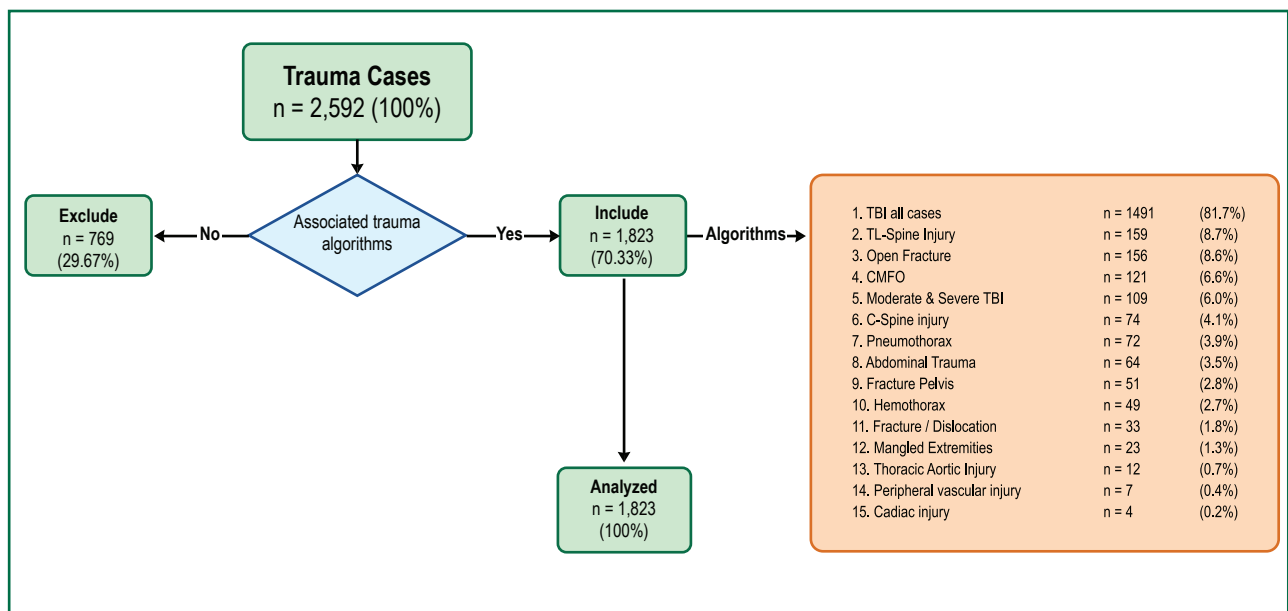 Trauma Cases
n = 2,592 (100%)
Exclude
n = 769
(29.67%)
No
Associated trauma
algorithms
Yes
Include
n = 1,823
(70.33%)
Algorithms
1. TBI all cases n = 1491 (81.7%)
2. TL-Spine Injury n = 159 (8.7%)
3. Open Fracture n = 156 (8.6%)
4. CMFO n = 121 (6.6%)
5. Moderate & Severe TBI n = 109 (6.0%)
6. C-Spine injury n = 74 (4.1%)
7. Pneumothorax n = 72 (3.9%)
8. Abdominal Trauma n = 64 (3.5%)
9. Fracture Pelvis n = 51 (2.8%)
10. Hemothorax n = 49 (2.7%)
11. Fracture / Dislocation n = 33 (1.8%)
12. Mangled Extremities n = 23 (1.3%)
13. Thoracic Aortic Injury n = 12 (0.7%)
14. Peripheral vascular injury n = 7 (0.4%)
15. Cadiac injury n = 4 (0.2%)
Analyzed
n = 1,823
(100%)